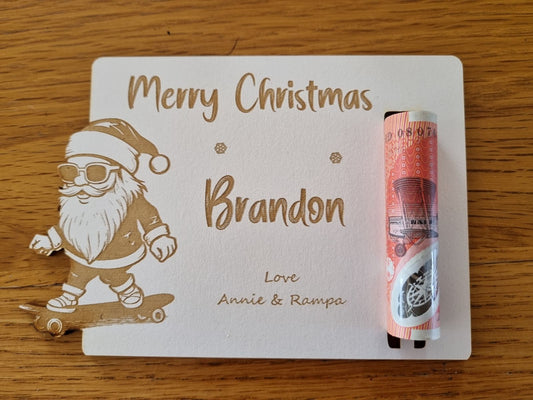 Merry Christmas
Brandon
Love
Annie & Rampa